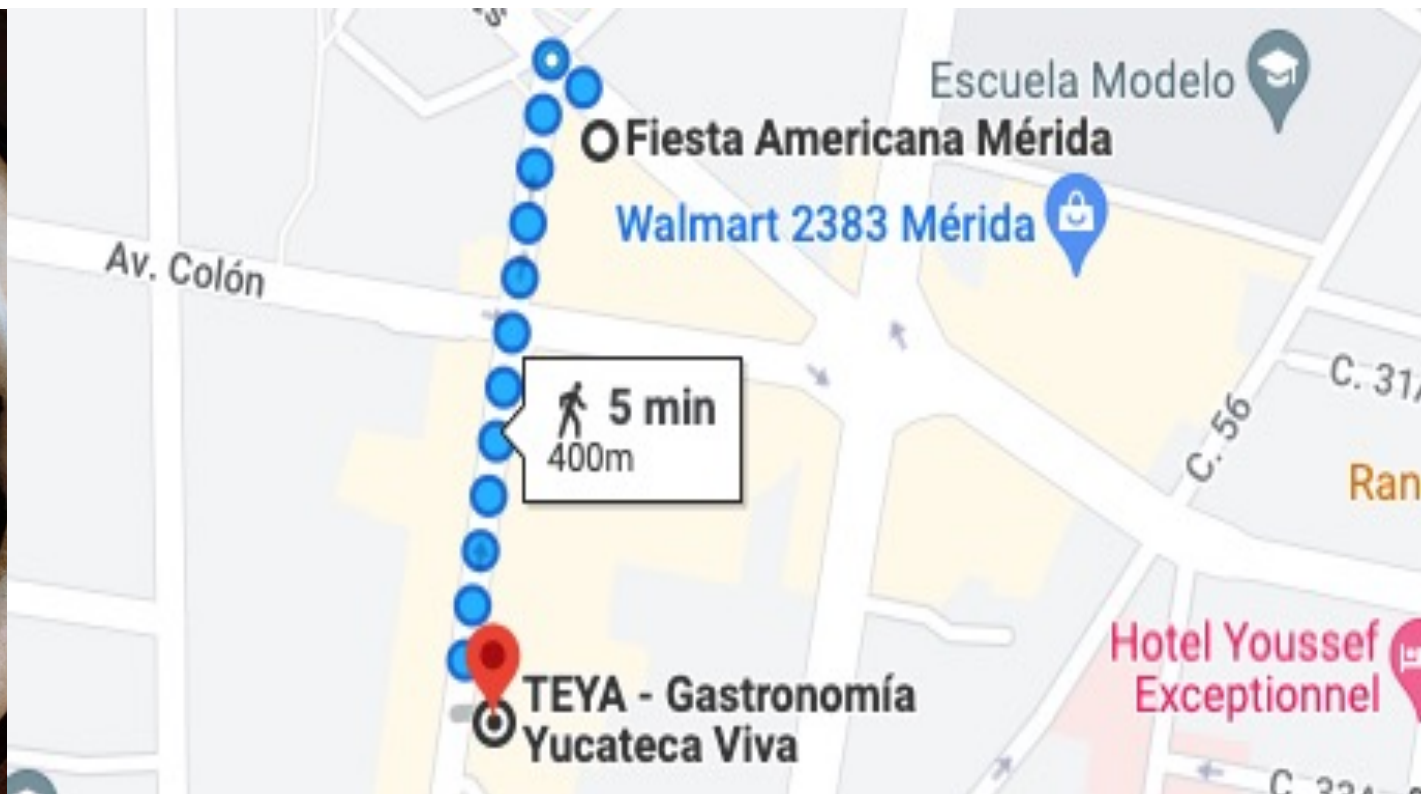 Escuela Modelo
Fiesta Americana Mérida
Walmart 2383 Mérida
Av. Colón
5 min
400m
C. 31A
C. 56
Ran
Hotel Youssef
Exceptionnel
TEYA - Gastronomía
Yucateca Viva